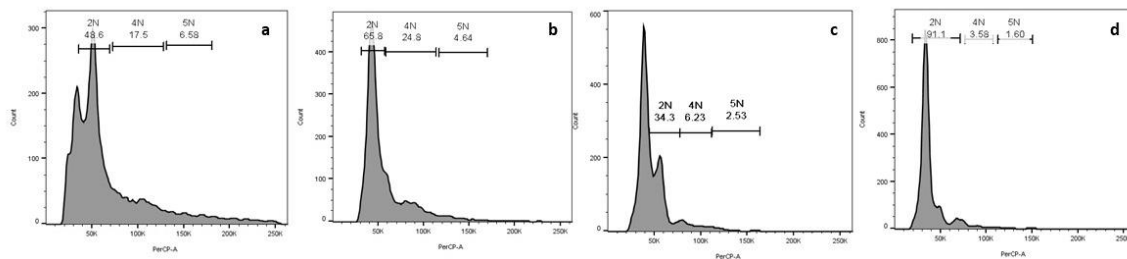 a
2N 4N 5N
48.6 17.5 6.58
300
200
100
0
Count
50K 100K 150K 200K 250K
PerCP-A
b
2N 4N 5N
65.8 24.8 4.64
400
300
200
100
0
Count
50K 100K 150K 200K 250K
PerCP-A
c
600
400
200
0
2N 4N 5N
34.3 6.23 2.53
Count
50K 100K 150K 200K 250K
PerCP-A
d
2N 4N 5N
91.1 3.58 1.60
800
600
400
200
0
Count
50K 100K 150K 200K 250K
PerCP-A